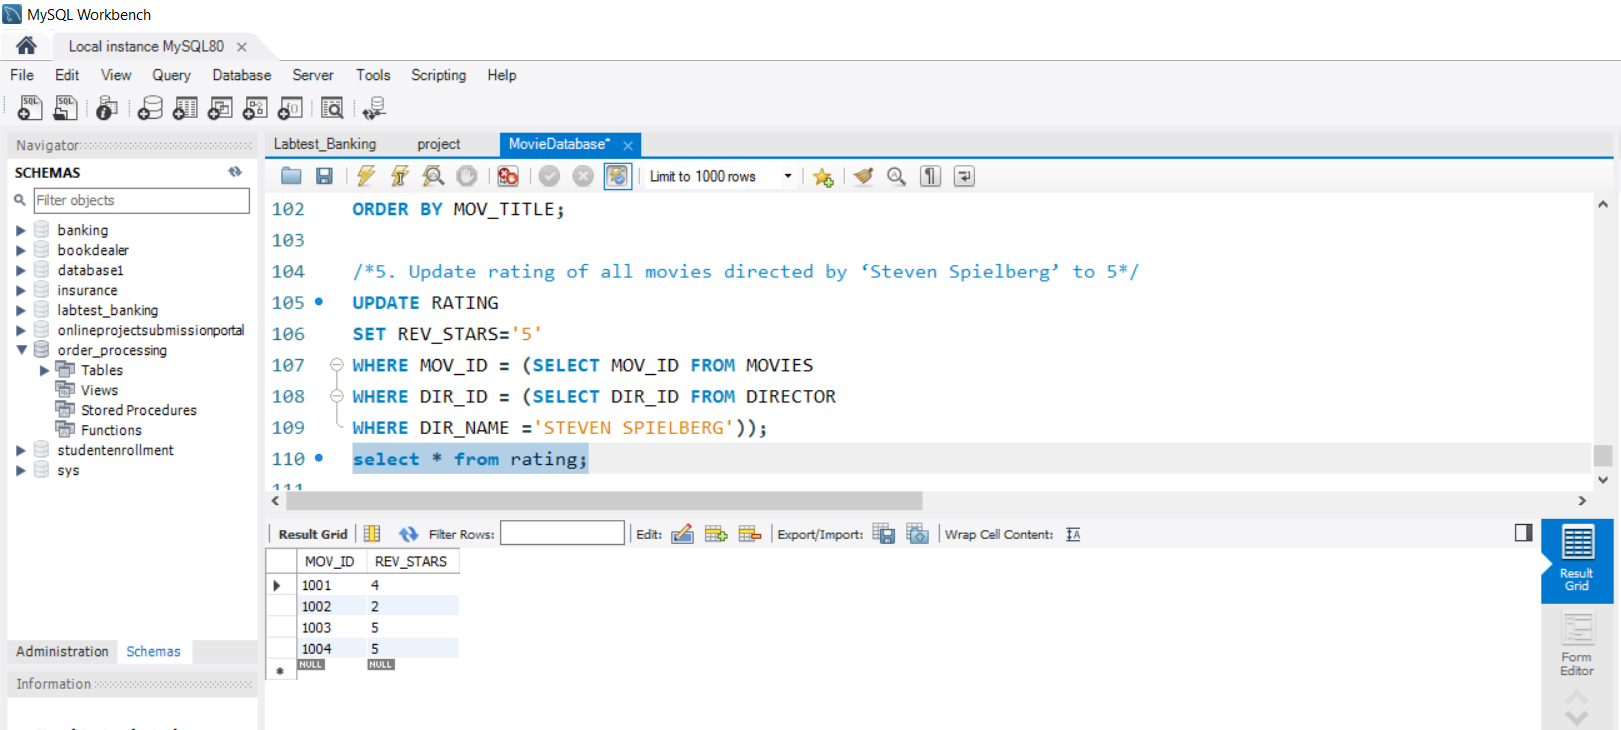 MySQL Workbench
Local instance MySQL80
File Edit View Query Database Server Tools Scripting Help
Navigator
SCHEMAS
Filter objects
banking
bookdealer
database1
insurance
labtest_banking
onlineprojectsubmissionportal
order_processing
Tables
Views
Stored Procedures
Functions
studentenrollment
sys
Administration Schemas
Information
Labtest_Banking project MovieDatabase*
Limit to 1000 rows
102 ORDER BY MOV_TITLE;
103
104 /*5. Update rating of all movies directed by ‘Steven Spielberg’ to 5*/
105 UPDATE RATING
106 SET REV_STARS='5'
107 WHERE MOV_ID = (SELECT MOV_ID FROM MOVIES
108 WHERE DIR_ID = (SELECT DIR_ID FROM DIRECTOR
109 WHERE DIR_NAME ='STEVEN SPIELBERG'));
110 select * from rating;
111
Result Grid Filter Rows: Edit: Export/Import: Wrap Cell Content:
MOV_ID REV_STARS
1001 4
1002 2
1003 5
1004 5
NULL NULL
Result
Grid
Form
Editor